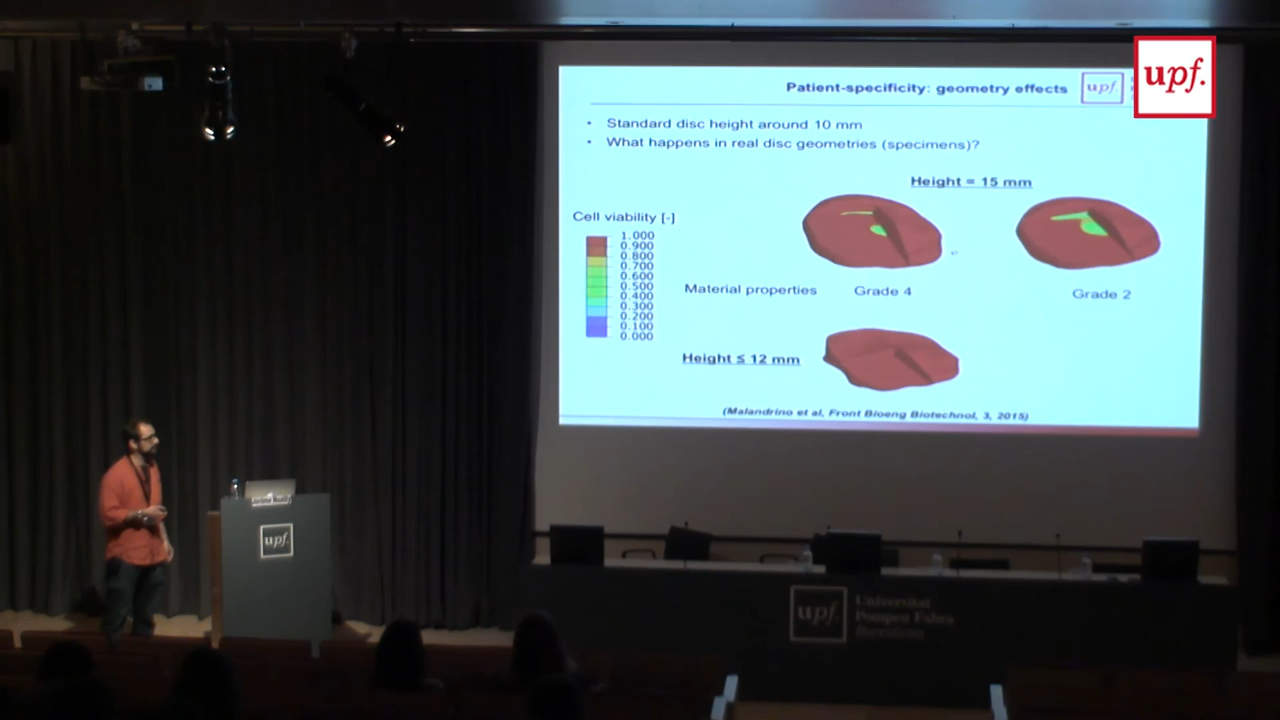 upf.
Patient-specificity: geometry effects
upf.
• Standard disc height around 10 mm
• What happens in real disc geometries (specimens)?
Height = 15 mm
Cell viability [-]
1.000
0.900
0.800
0.700
0.600
0.500
0.400
0.300
0.200
0.100
0.000
Material properties
Grade 4
Grade 2
Height ≤ 12 mm
(Malandrino et al, Front Bioeng Biotechnol, 3, 2015)
upf.
upf.
Universitat
Pompeu Fabra
Barcelona